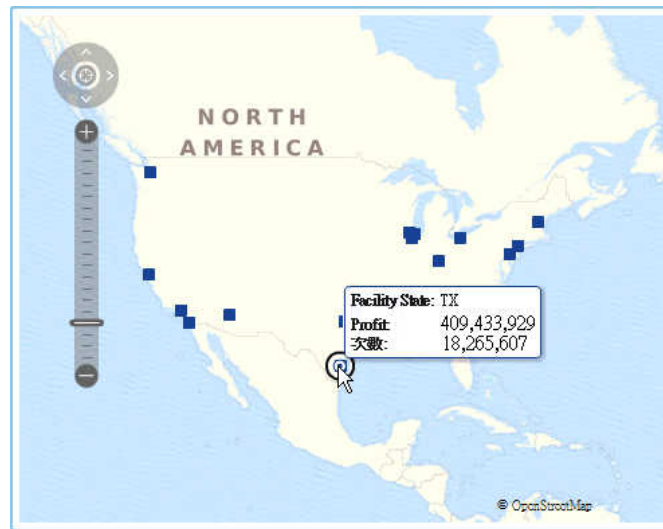 NORTH
AMERICA
Facility State: TX
Profit: 409,433,929
次數: 18,265,607
© OpenStreetMap